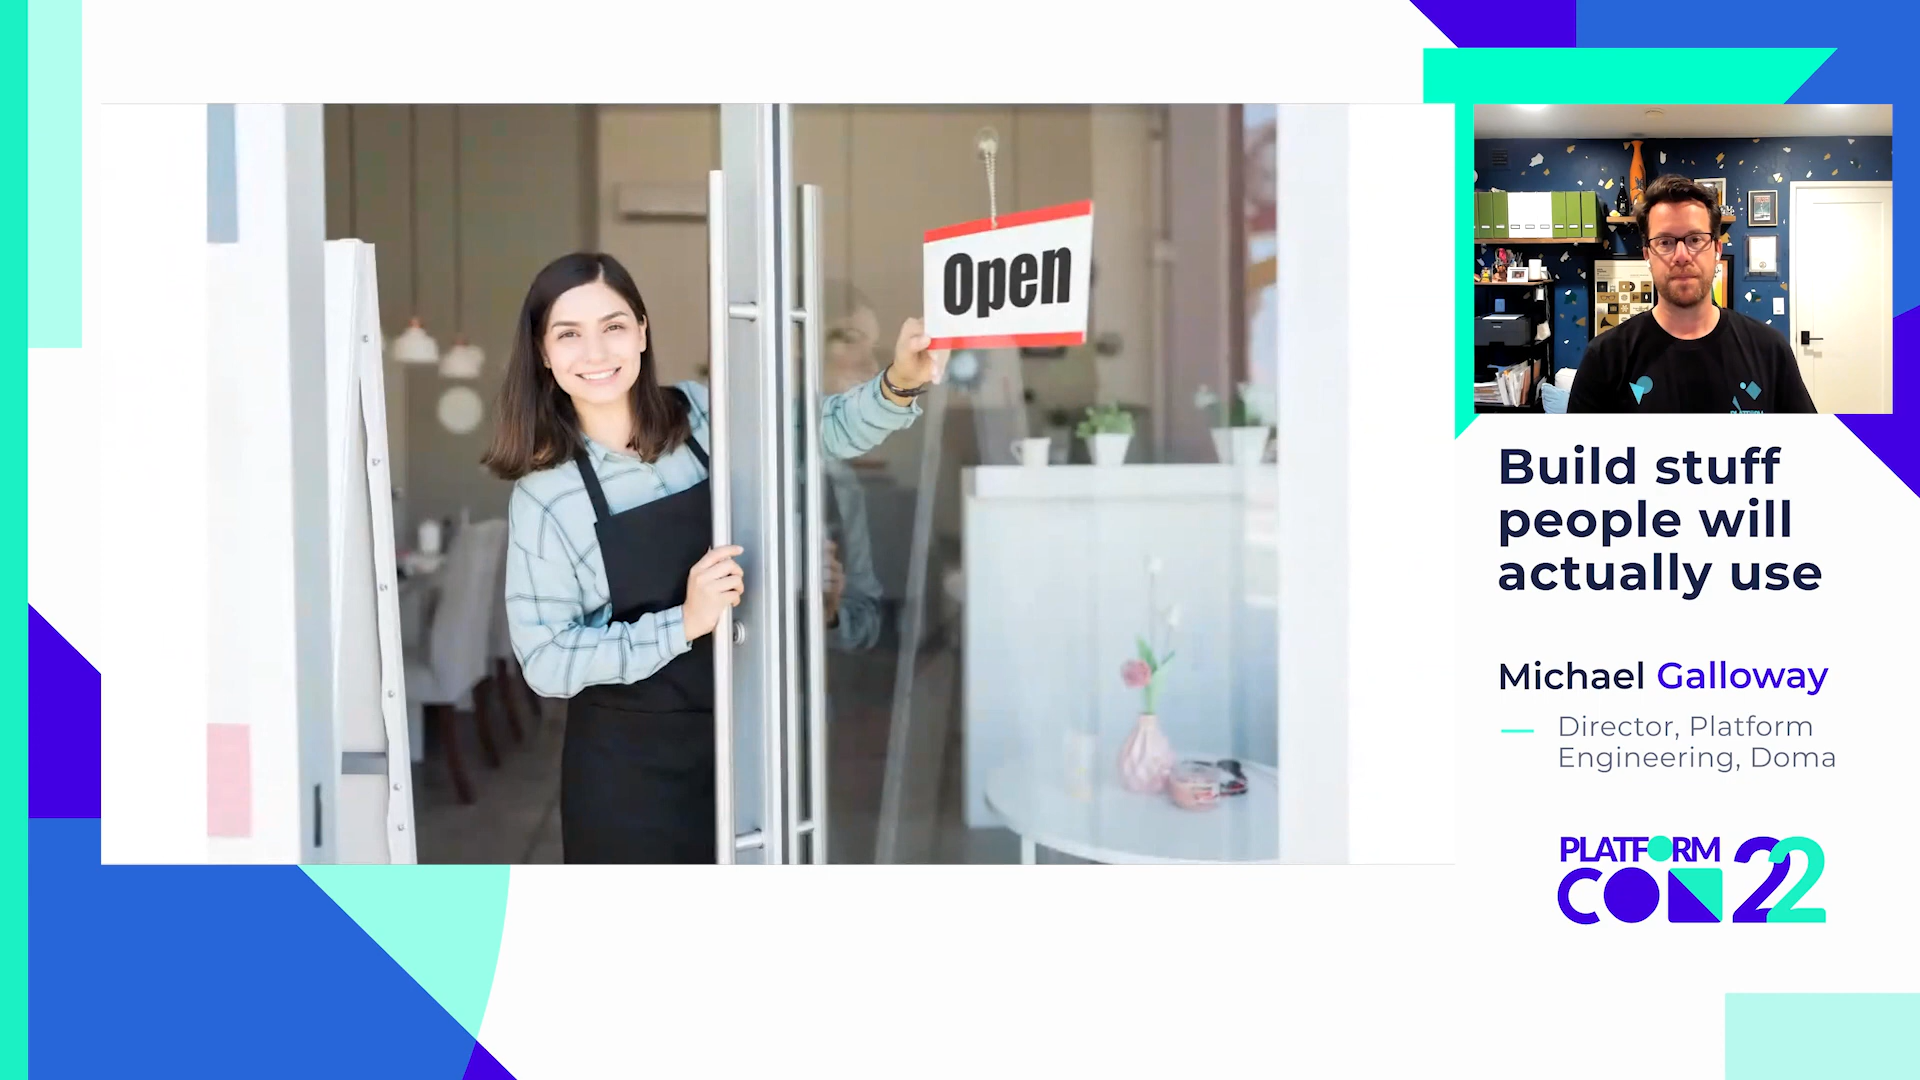 Open
Build stuff
people will
actually use
Michael Galloway
Director, Platform
Engineering, Doma
PLATFORM
CON 22